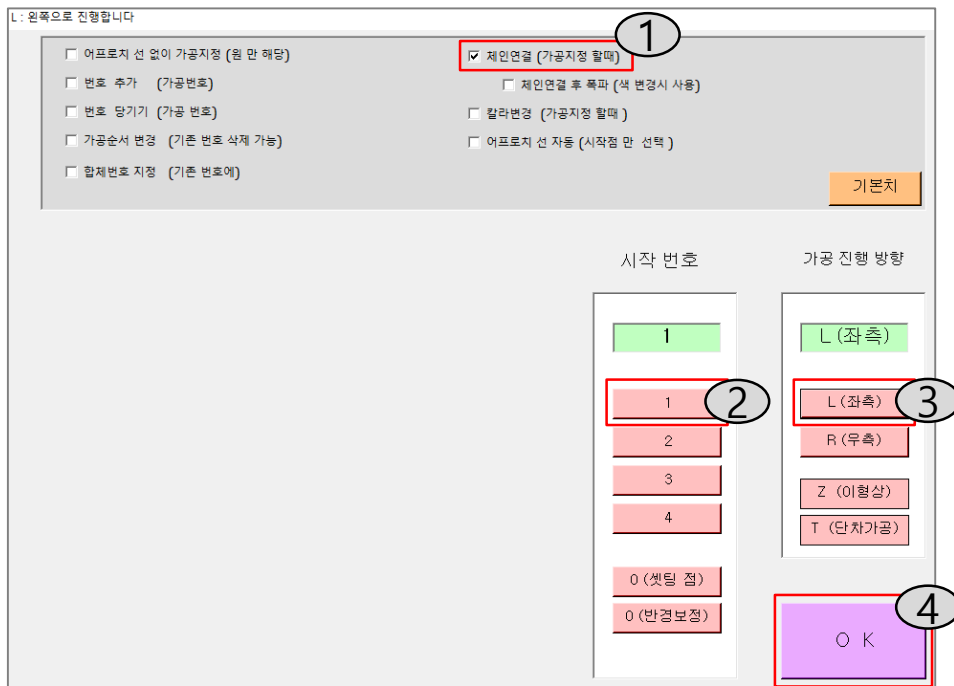 L : 왼쪽으로 진행합니다
어프로치 선 없이 가공지정 (원 만 해당)
번호 추가 (가공번호)
번호 당기기 (가공 번호)
가공순서 변경 (기존 번호 삭제 가능)
합체번호 지정 (기존 번호에)
1
체인연결 (가공지정 할때)
체인연결 후 폭파 (색 변경시 사용)
칼라변경 (가공지정 할때 )
어프로치 선 자동 (시작점 만 선택 )
기본치
시작 번호
1
1
2
2
3
4
0 (셋팅 점)
0 (반경보정)
가공 진행 방향
L (좌측)
L (좌측)
3
R (우측)
Z (이형상)
T (단차가공)
4
O K